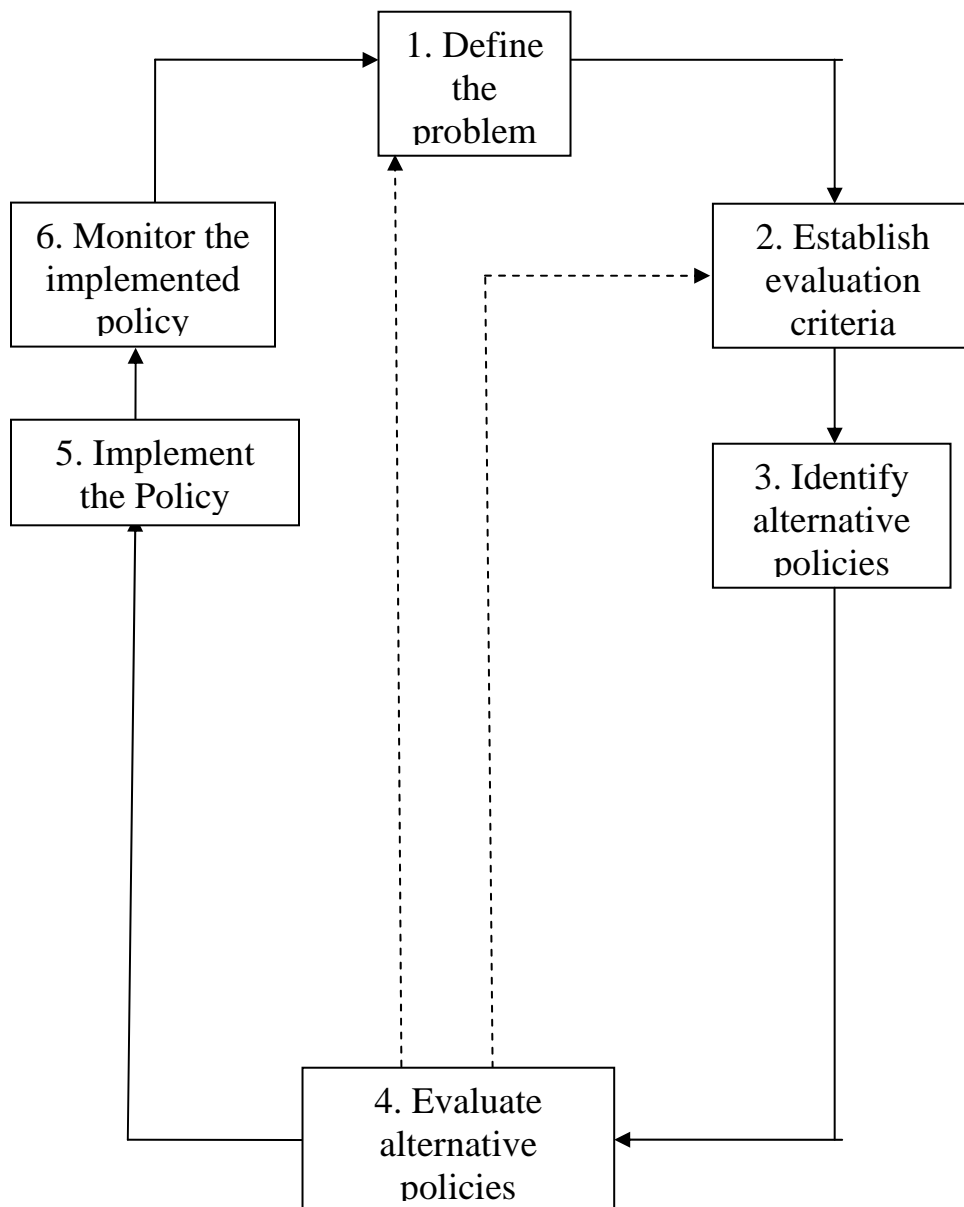 1. Define
the
problem
2. Establish
evaluation
criteria
3. Identify
alternative
policies
4. Evaluate
alternative
policies
5. Implement
the Policy
6. Monitor the
implemented
policy